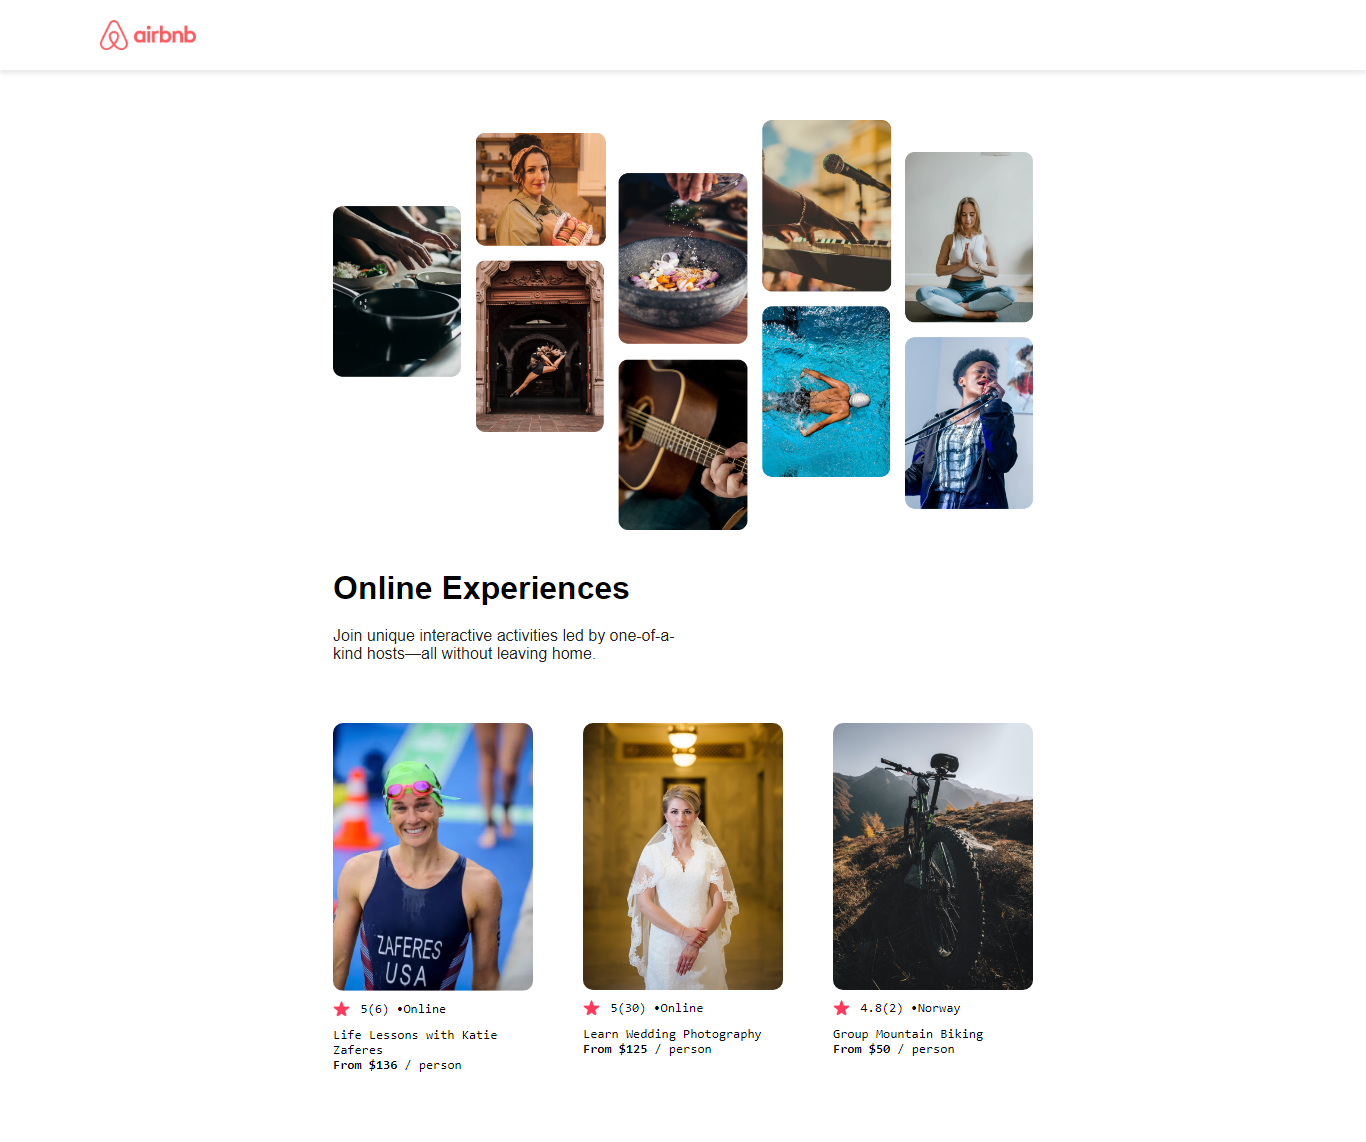 airbnb
Online Experiences
Join unique interactive activities led by one-of-a-
kind hosts—all without leaving home.
ZAFERES
USA
5(6) •Online
Life Lessons with Katie
Zaferes
From $136 / person
5(30) •Online
Learn Wedding Photography
From $125 / person
4.8(2) •Norway
Group Mountain Biking
From $50 / person